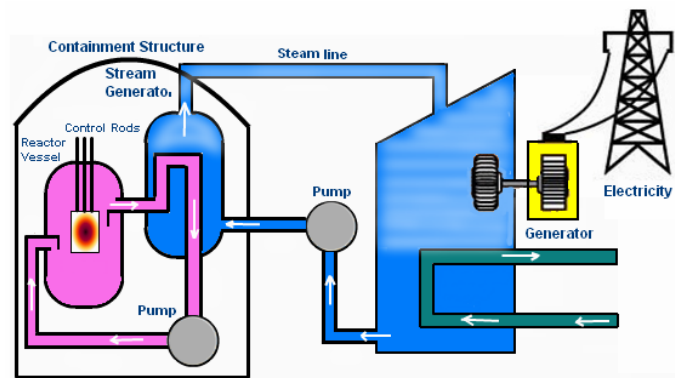 Containment Structure
Steam line
Stream
Generator
Control Rods
Reactor
Vessel
Pump
Electricity
Generator
Pump